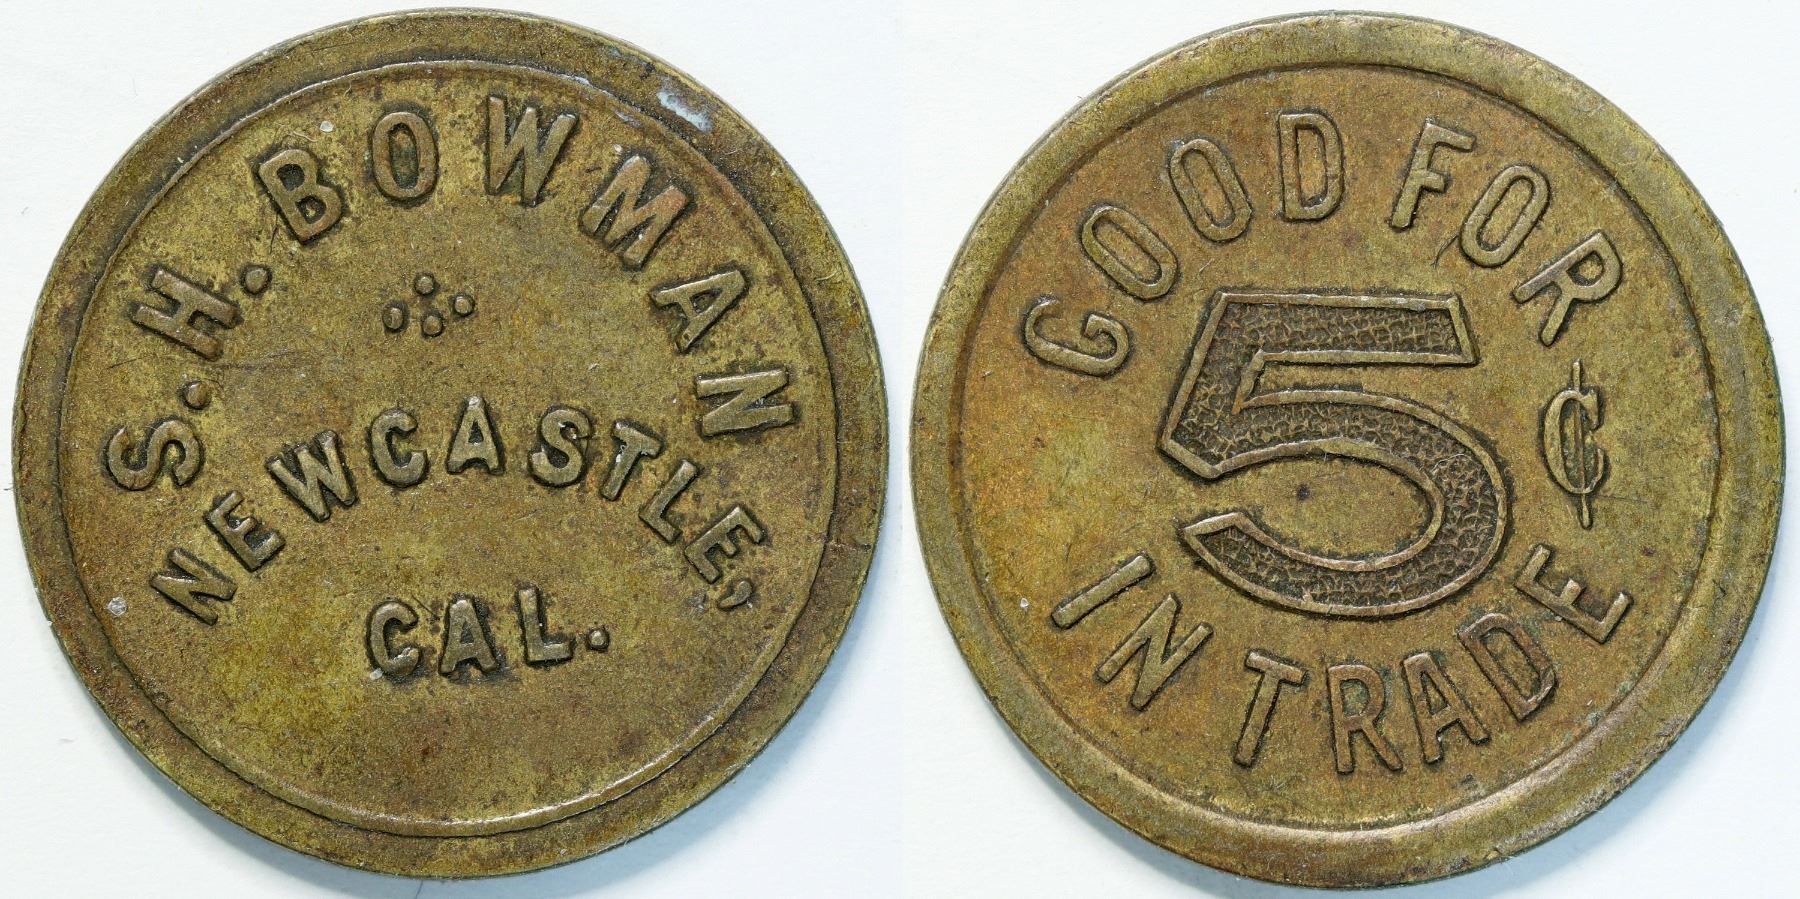 S.H.BOWMAN
NEWCASTLE,
CAL.
GOOD FOR
5 ¢
IN TRADE